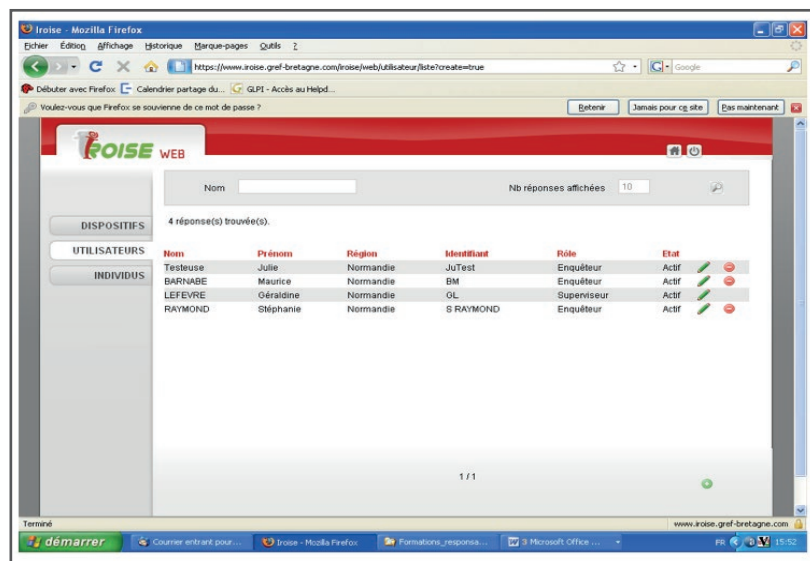 Iroise - Mozilla Firefox
Fichier Édition Affichage Historique Marque-pages Outils ?
https://www.iroise.gref-bretagne.com/iroise/web/utilisateur/liste?create=true
Google
Débuter avec Firefox Calendrier partage du... GLPI - Accès au Helpd...
Voulez-vous que Firefox se souvienne de ce mot de passe ? Retenir Jamais pour ce site Pas maintenant
IROISE WEB
Nom Nb réponses affichées 10
4 réponse(s) trouvée(s).
DISPOSITIFS
UTILISATEURS
INDIVIDUS
Nom Prénom Région Identifiant Rôle Etat
Testeuse Julie Normandie JuTest Enquêteur Actif
BARNABE Maurice Normandie BM Enquêteur Actif
LEFEVRE Géraldine Normandie GL Superviseur Actif
RAYMOND Stéphanie Normandie S RAYMOND Enquêteur Actif
1 / 1
Terminé www.iroise.gref-bretagne.com
démarrer Courrier entrant pour... Iroise - Mozilla Firefox Formations_responsa... 3 Microsoft Office ... FR 15:52